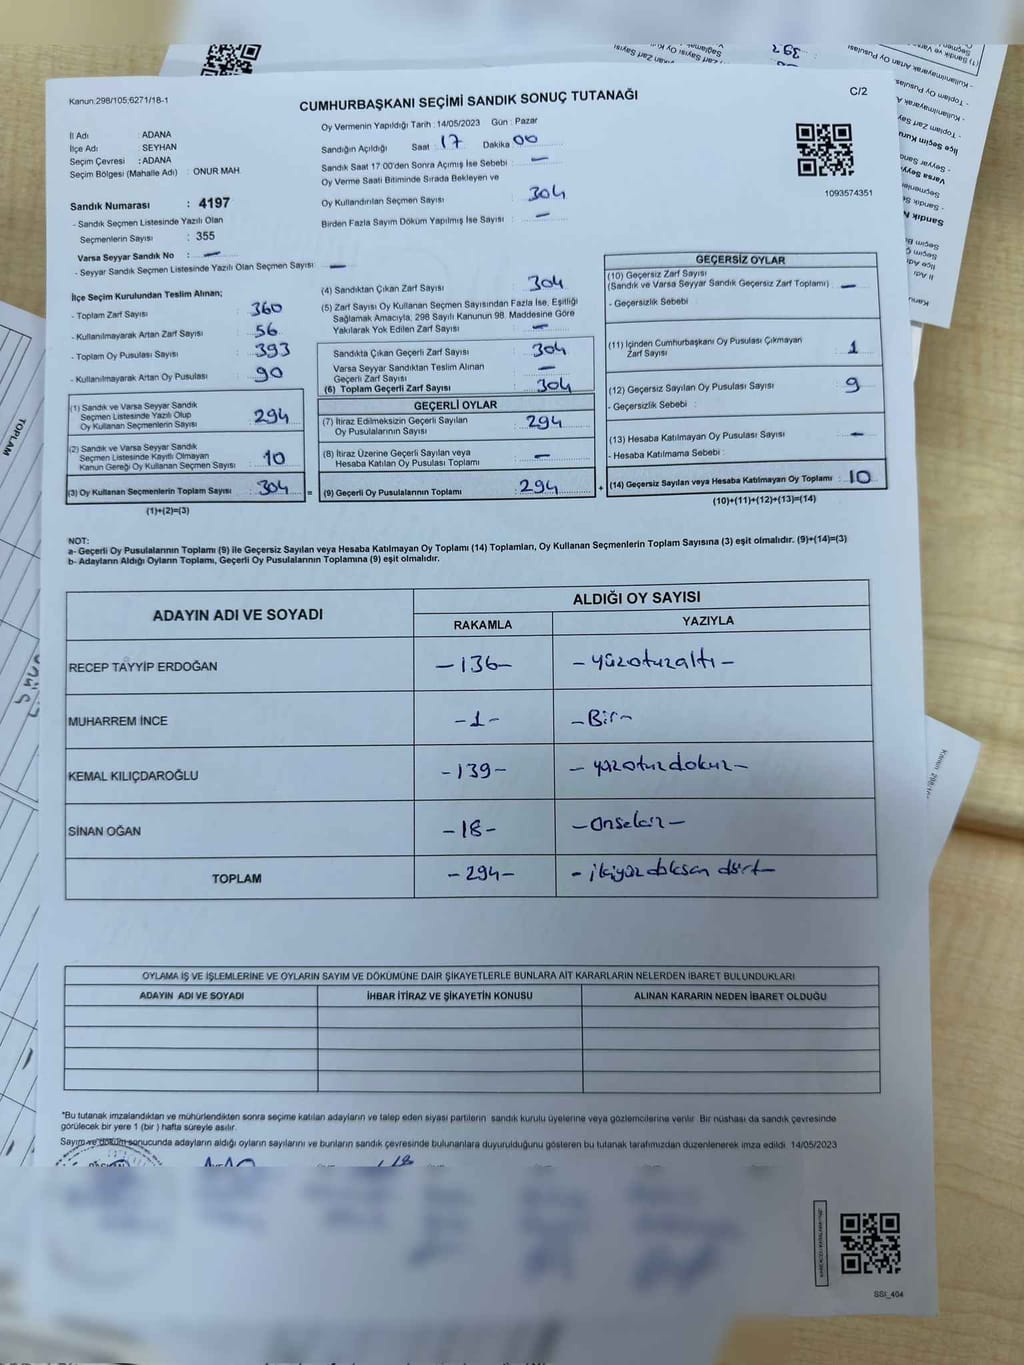 Kanun:298/105;6271/18-1
CUMHURBAŞKANI SEÇİMİ SANDIK SONUÇ TUTANAĞI
C/2
İl Adı : ADANA
İlçe Adı : SEYHAN
Seçim Çevresi : ADANA
Seçim Bölgesi (Mahalle Adı) : ONUR MAH.
Sandık Numarası : 4197
- Sandık Seçmen Listesinde Yazılı Olan
Seçmenlerin Sayısı : 355
Varsa Seyyar Sandık No : —
- Seyyar Sandık Seçmen Listesinde Yazılı Olan Seçmen Sayısı : —
Oy Vermenin Yapıldığı Tarih : 14/05/2023 Gün : Pazar
Sandığın Açıldığı Saat : 17 Dakika : 00
Sandık Saat 17:00'den Sonra Açımış İse Sebebi : —
Oy Verme Saati Bitiminde Sırada Bekleyen ve
Oy Kullandırılan Seçmen Sayısı : 304
Birden Fazla Sayım Döküm Yapılmış İse Sayısı : —
1093574351
İlçe Seçim Kurulundan Teslim Alınan;
- Toplam Zarf Sayısı : 360
- Kullanılmayarak Artan Zarf Sayısı : 56
- Toplam Oy Pusulası Sayısı : 393
- Kullanılmayarak Artan Oy Pusulası : 90
(1) Sandık ve Varsa Seyyar Sandık
Seçmen Listesinde Yazılı Olup
Oy Kullanan Seçmenlerin Sayısı : 294
(2) Sandık ve Varsa Seyyar Sandık
Seçmen Listesinde Kayıtlı Olmayan
Kanun Gereği Oy Kullanan Seçmen Sayısı : 10
(3) Oy Kullanan Seçmenlerin Toplam Sayısı : 304
(1)+(2)=(3)
(4) Sandıktan Çıkan Zarf Sayısı : 304
(5) Zarf Sayısı Oy Kullanan Seçmen Sayısından Fazla İse, Eşitliği
Sağlamak Amacıyla, 298 Sayılı Kanunun 98. Maddesine Göre
Yakılarak Yok Edilen Zarf Sayısı : —
Sandıkta Çıkan Geçerli Zarf Sayısı : 304
Varsa Seyyar Sandıktan Teslim Alınan
Geçerli Zarf Sayısı : —
(6) Toplam Geçerli Zarf Sayısı : 304
GEÇERLİ OYLAR
(7) İtiraz Edilmeksizin Geçerli Sayılan
Oy Pusulalarının Sayısı : 294
(8) İtiraz Üzerine Geçerli Sayılan veya
Hesaba Katılan Oy Pusulası Toplamı : —
= (9) Geçerli Oy Pusulalarının Toplamı : 294
GEÇERSİZ OYLAR
(10) Geçersiz Zarf Sayısı
(Sandık ve Varsa Seyyar Sandık Geçersiz Zarf Toplamı) : —
- Geçersizlik Sebebi :
(11) İçinden Cumhurbaşkanı Oy Pusulası Çıkmayan
Zarf Sayısı : 1
(12) Geçersiz Sayılan Oy Pusulası Sayısı : 9
- Geçersizlik Sebebi :
(13) Hesaba Katılmayan Oy Pusulası Sayısı : —
- Hesaba Katılmama Sebebi :
+ (14) Geçersiz Sayılan veya Hesaba Katılmayan Oy Toplamı : 10
(10)+(11)+(12)+(13)=(14)
NOT:
a- Geçerli Oy Pusulalarının Toplamı (9) ile Geçersiz Sayılan veya Hesaba Katılmayan Oy Toplamı (14) Toplamları, Oy Kullanan Seçmenlerin Toplam Sayısına (3) eşit olmalıdır. (9)+(14)=(3)
b- Adayların Aldığı Oyların Toplamı, Geçerli Oy Pusulalarının Toplamına (9) eşit olmalıdır.
ADAYIN ADI VE SOYADI
ALDIĞI OY SAYISI
RAKAMLA YAZIYLA
RECEP TAYYİP ERDOĞAN -136- -yüzotuzaltı-
MUHARREM İNCE -1- -Bir-
KEMAL KILIÇDAROĞLU -139- -yüzotuzdokuz-
SİNAN OĞAN -18- -Onsekiz-
TOPLAM -294- -ikiyüz doksan dört-
OYLAMA İŞ VE İŞLEMLERİNE VE OYLARIN SAYIM VE DÖKÜMÜNE DAİR ŞİKAYETLERLE BUNLARA AİT KARARLARIN NELERDEN İBARET BULUNDUKLARI
ADAYIN ADI VE SOYADI İHBAR İTİRAZ VE ŞİKAYETİN KONUSU ALINAN KARARIN NEDEN İBARET OLDUĞU
*Bu tutanak imzalandıktan ve mühürlendikten sonra seçime katılan adayların ve talep eden siyasi partilerin sandık kurulu üyelerine veya gözlemcilerine verilir. Bir nüshası da sandık çevresinde
görülecek bir yere 1 (bir ) hafta süreyle asılır.
Sayım ve döküm sonucunda adayların aldığı oyların sayılarını ve bunların sandık çevresinde bulunanlara duyurulduğunu gösteren bu tutanak tarafımızdan düzenlenerek imza edildi. 14/05/2023
SSİ_404
TOPLAM